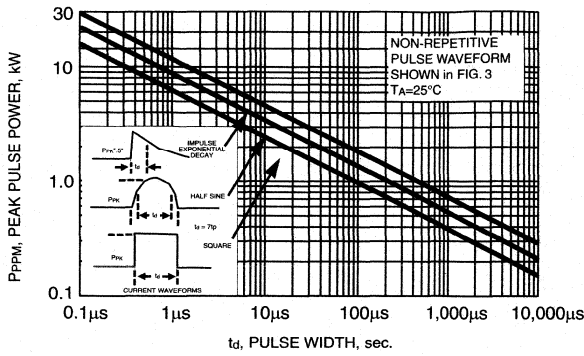 PPPM, PEAK PULSE POWER, kW
30
10
1.0
0.1
NON-REPETITIVE
PULSE WAVEFORM
SHOWN in FIG. 3
TA=25°C
IMPULSE
EXPONENTIAL
DECAY
td
PPK
HALF SINE
td
td = 7tp
SQUARE
PPK
td
CURRENT WAVEFORMS
0.1µs 1µs 10µs 100µs 1,000µs 10,000µs
td, PULSE WIDTH, sec.